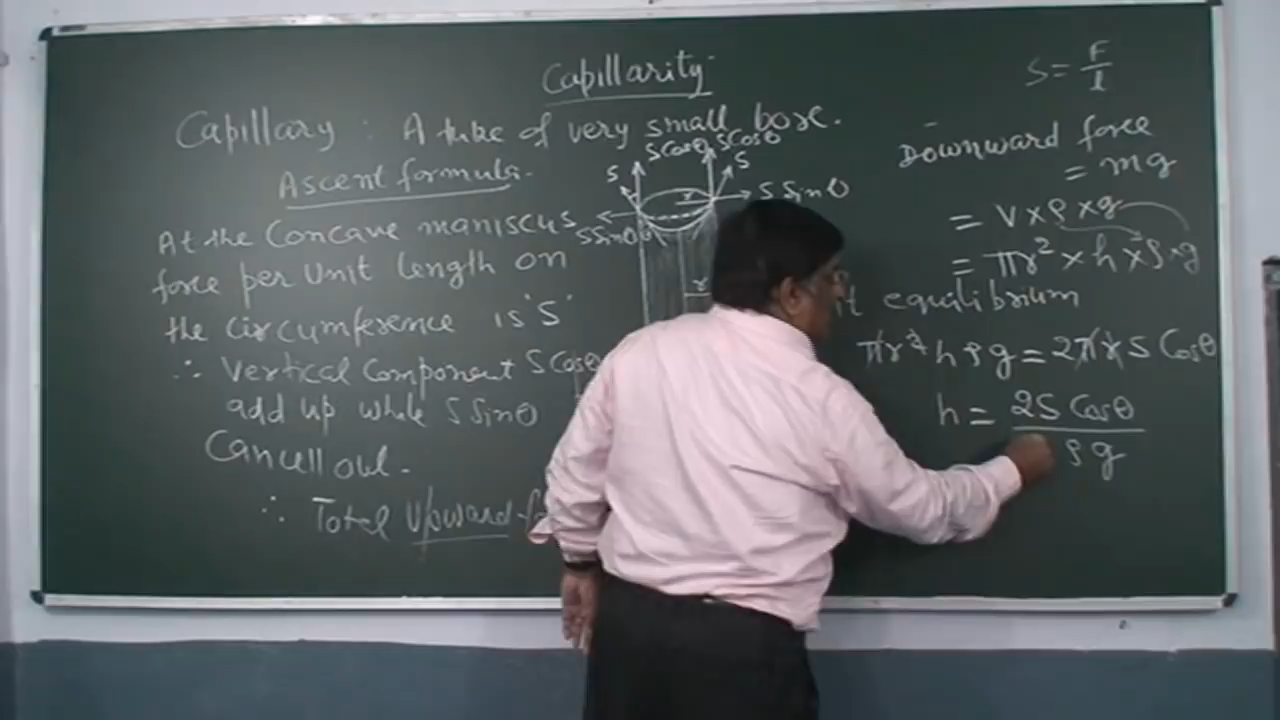 Capillarity
Capillary : A tube of very small bore.
Ascent formula.
At the Concave maniscus
force per Unit length on
the circumference is 'S'
∴ Vertical Component S Cosθ
add up while S Sinθ
Cancell out.
∴ Total Upward
S Cosθ S Cosθ
S S
S Sinθ
S Sinθ
r
r
S = F/l
Downward force
= mg
= V × ρ × g
= πr² × h × ρ × g
equilibrium
πr² h ρ g = 2πr S Cosθ
h = 2S Cosθ / ρg